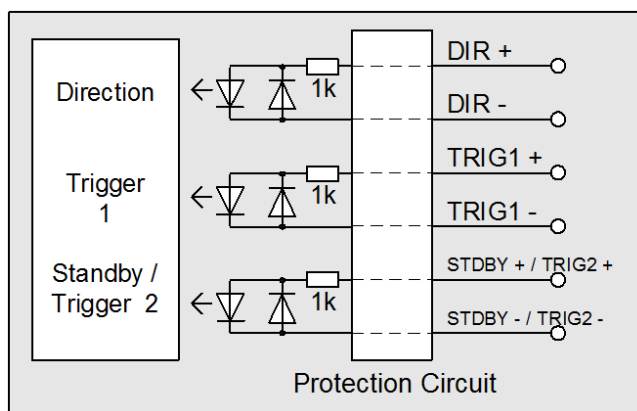 DIR +
1k
Direction
DIR -
TRIG1 +
1k
Trigger
1
TRIG1 -
STDBY + / TRIG2 +
1k
Standby /
Trigger 2
STDBY - / TRIG2 -
Protection Circuit